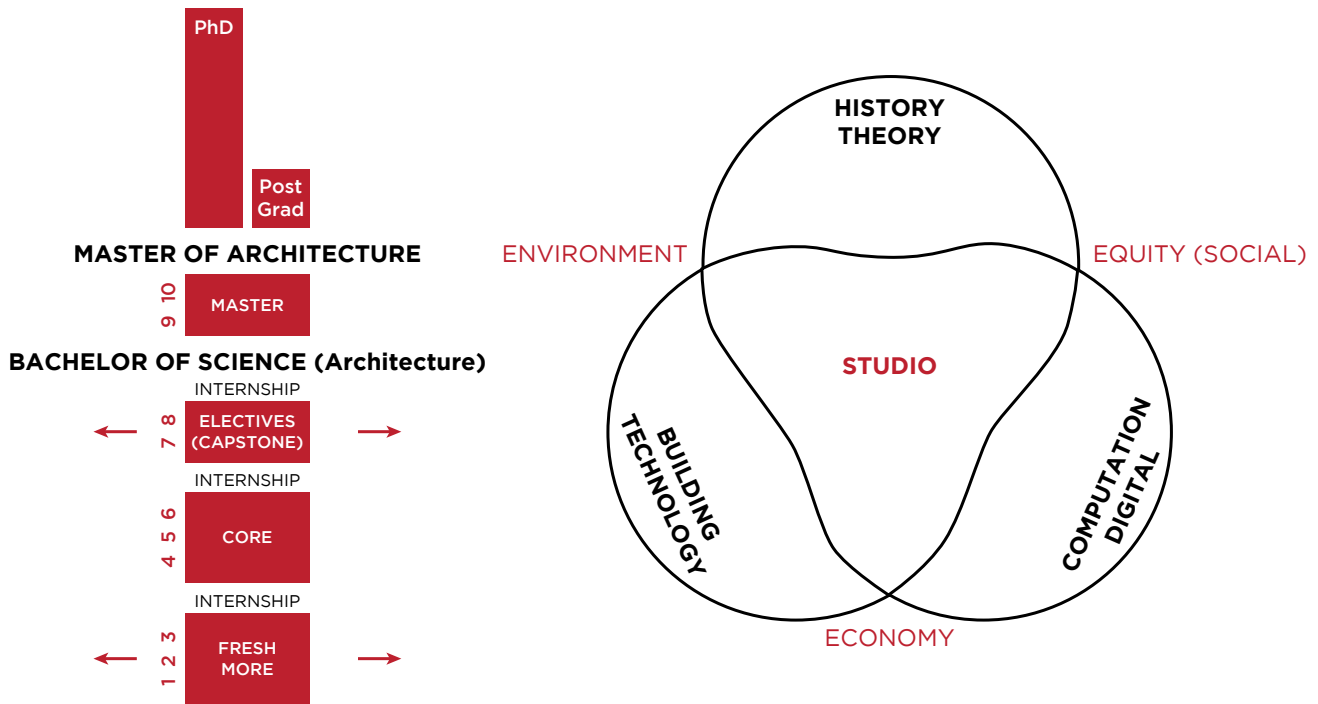 PhD
Post
Grad
MASTER OF ARCHITECTURE
10
9
MASTER
BACHELOR OF SCIENCE (Architecture)
INTERNSHIP
8
7
ELECTIVES
(CAPSTONE)
INTERNSHIP
6
5
4
CORE
INTERNSHIP
3
2
1
FRESH
MORE
HISTORY
THEORY
ENVIRONMENT
EQUITY (SOCIAL)
STUDIO
BUILDING
TECHNOLOGY
COMPUTATION
DIGITAL
ECONOMY